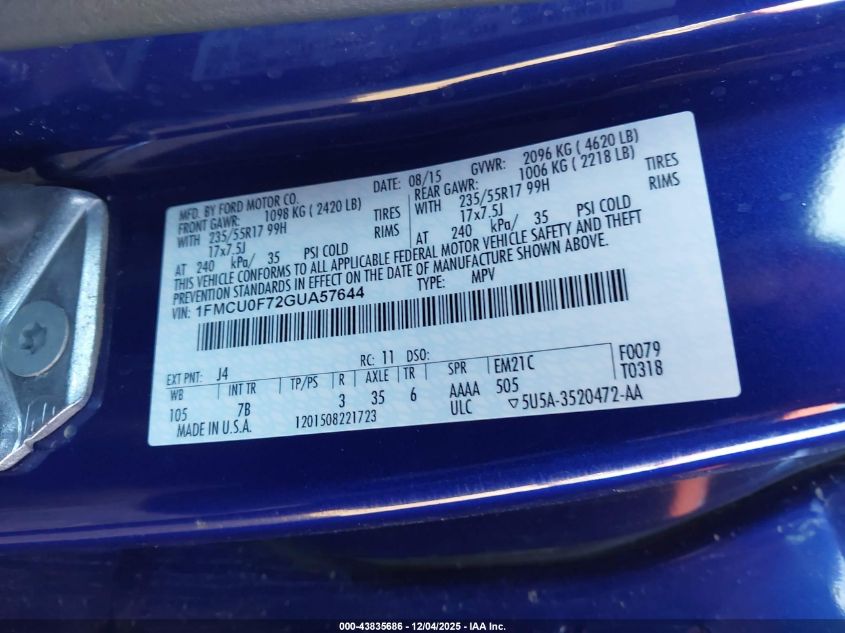 MFD. BY FORD MOTOR CO. DATE: 08/15 GVWR: 2096 KG ( 4620 LB)
FRONT GAWR: 1098 KG ( 2420 LB) REAR GAWR: 1006 KG ( 2218 LB)
WITH 235/55R17 99H TIRES WITH 235/55R17 99H TIRES
17x7.5J RIMS 17x7.5J RIMS
AT 240 kPa/ 35 PSI COLD AT 240 kPa/ 35 PSI COLD
THIS VEHICLE CONFORMS TO ALL APPLICABLE FEDERAL MOTOR VEHICLE SAFETY AND THEFT
PREVENTION STANDARDS IN EFFECT ON THE DATE OF MANUFACTURE SHOWN ABOVE.
VIN: 1FMCU0F72GUA57644 TYPE: MPV
EXT PNT: J4 RC: 11 DSO: F0079
WB INT TR TP/PS R AXLE TR SPR EM21C T0318
105 7B 3 35 6 AAAA 505
MADE IN U.S.A. 1201508221723 ULC ▽5U5A-3520472-AA
000-43835686 - 12/04/2025 - IAA Inc.